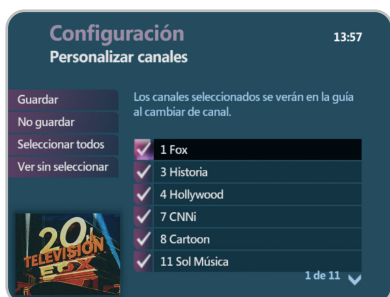 Configuración
13:57
Personalizar canales
Guardar
No guardar
Seleccionar todos
Ver sin seleccionar
Los canales seleccionados se verán en la guía
al cambiar de canal.
1 Fox
3 Historia
4 Hollywood
7 CNNi
8 Cartoon
11 Sol Música
1 de 11
20th
TELEVISION
FOX